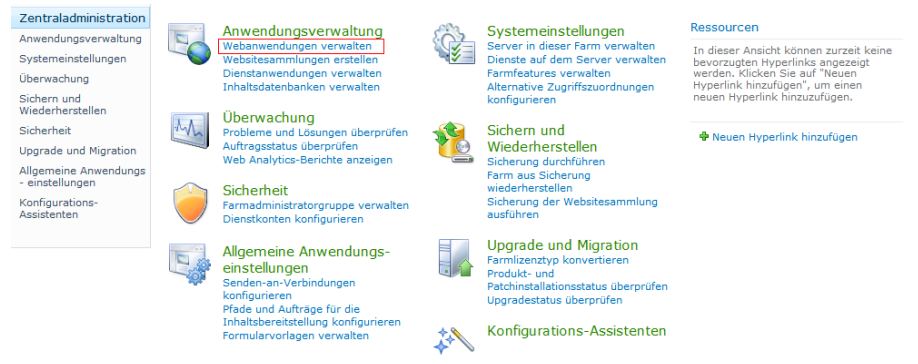 Zentraladministration
Anwendungsverwaltung
Systemeinstellungen
Überwachung
Sichern und
Wiederherstellen
Sicherheit
Upgrade und Migration
Allgemeine Anwendungs
- einstellungen
Konfigurations-
Assistenten
Anwendungsverwaltung
Webanwendungen verwalten
Websitesammlungen erstellen
Dienstanwendungen verwalten
Inhaltsdatenbanken verwalten
Überwachung
Probleme und Lösungen überprüfen
Auftragsstatus überprüfen
Web Analytics-Berichte anzeigen
Sicherheit
Farmadministratorgruppe verwalten
Dienstkonten konfigurieren
Allgemeine Anwendungs-
einstellungen
Senden-an-Verbindungen
konfigurieren
Pfade und Aufträge für die
Inhaltsbereitstellung konfigurieren
Formularvorlagen verwalten
Systemeinstellungen
Server in dieser Farm verwalten
Dienste auf dem Server verwalten
Farmfeatures verwalten
Alternative Zugriffszuordnungen
konfigurieren
Sichern und
Wiederherstellen
Sicherung durchführen
Farm aus Sicherung
wiederherstellen
Sicherung der Websitesammlung
ausführen
Upgrade und Migration
Farmlizenztyp konvertieren
Produkt- und
Patchinstallationsstatus überprüfen
Upgradestatus überprüfen
Konfigurations-Assistenten
Ressourcen
In dieser Ansicht können zurzeit keine
bevorzugten Hyperlinks angezeigt
werden. Klicken Sie auf "Neuen
Hyperlink hinzufügen", um einen
neuen Hyperlink hinzuzufügen.
Neuen Hyperlink hinzufügen